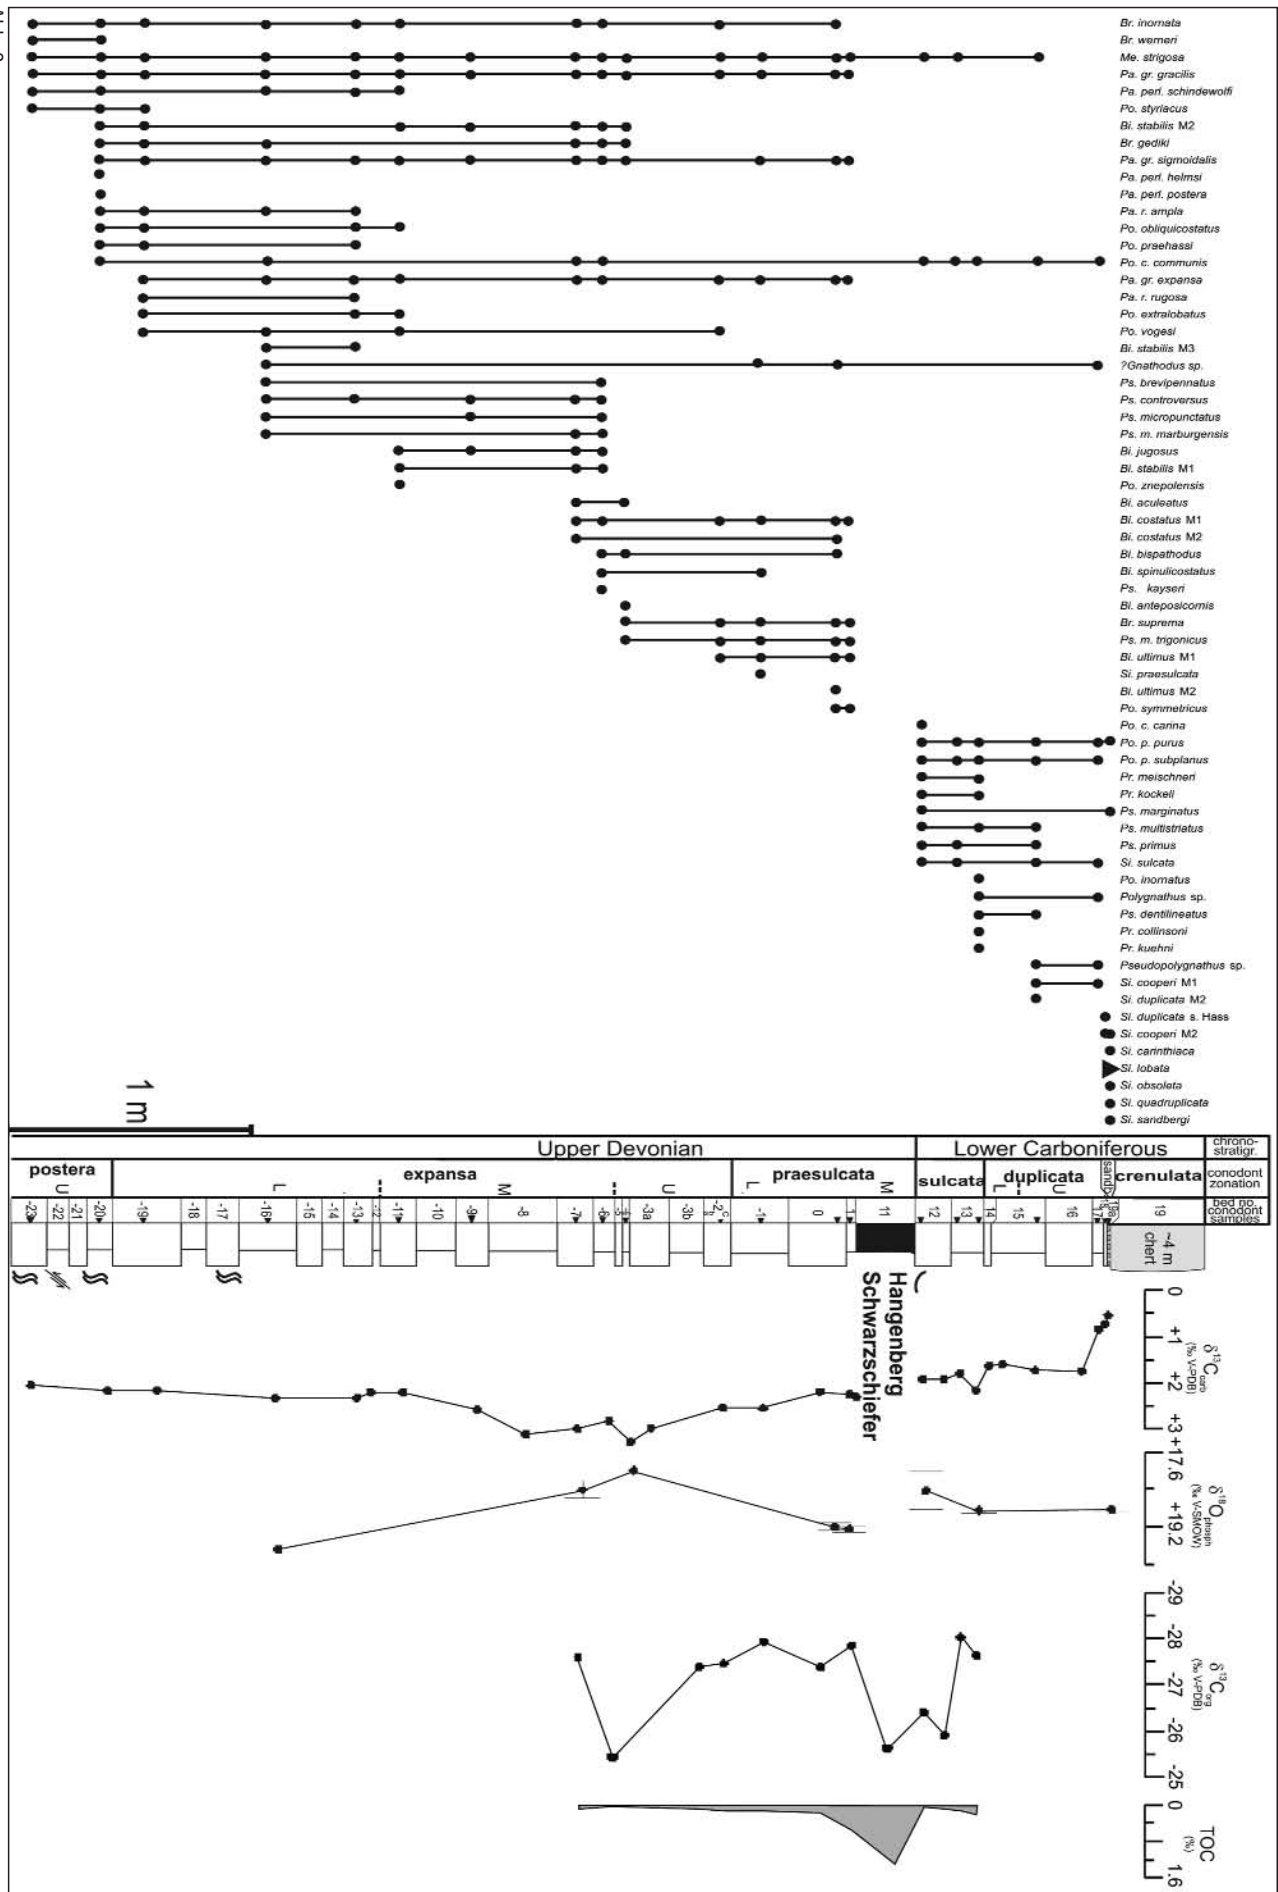 Br. inornata
Br. werneri
Me. strigosa
Pa. gr. gracilis
Pa. perl. schindewolfi
Po. styriacus
Bi. stabilis M2
Br. gediki
Pa. gr. sigmoidalis
Pa. perl. helmsi
Pa. perl. postera
Pa. r. ampla
Po. obliquicostatus
Po. praehassi
Po. c. communis
Pa. gr. expansa
Pa. r. rugosa
Po. extralobatus
Po. vogesi
Bi. stabilis M3
?Gnathodus sp.
Ps. brevipennatus
Ps. controversus
Ps. micropunctatus
Ps. m. marburgensis
Bi. jugosus
Bi. stabilis M1
Po. znepolensis
Bi. aculeatus
Bi. costatus M1
Bi. costatus M2
Bi. bispathodus
Bi. spinulicostatus
Ps. kayseri
Bi. anteposicornis
Br. suprema
Ps. m. trigonicus
Bi. ultimus M1
Si. praesulcata
Bi. ultimus M2
Po. symmetricus
Po. c. carina
Po. p. purus
Po. p. subplanus
Pr. meischneri
Pr. kockeli
Ps. marginatus
Ps. multistriatus
Ps. primus
Si. sulcata
Po. inornatus
Polygnathus sp.
Ps. dentilineatus
Pr. collinsoni
Pr. kuehni
Pseudopolygnathus sp.
Si. cooperi M1
Si. duplicata M2
Si. duplicata s. Hass
Si. cooperi M2
Si. carinthiaca
Si. lobata
Si. obsoleta
Si. quadruplicata
Si. sandbergi
1 m
Upper Devonian Lower Carboniferous chrono-
stratigr.
postera expansa praesulcata sulcata duplicata sandb. crenulata conodont
zonation
U L M U L M L U
bed no.
conodont
samples
-23 -22 -21 -20 -19 -18 -17 -16 -15 -14 -13 -12 -11 -10 -9 -8 -7 -6 -5 -4 -3a -3b -2 -1 0 1 11 12 13 14 15 16 17 18a 19
~4 m
chert
Hangenberg
Schwarzschiefer
0 +1 +2 +3
δ13Ccarb
(‰ V-PDB)
+17.6 +19.2
δ18Ophosph
(‰ V-SMOW)
-29 -28 -27 -26 -25
δ13Corg
(‰ V-PDB)
0 1.6
TOC
(%)